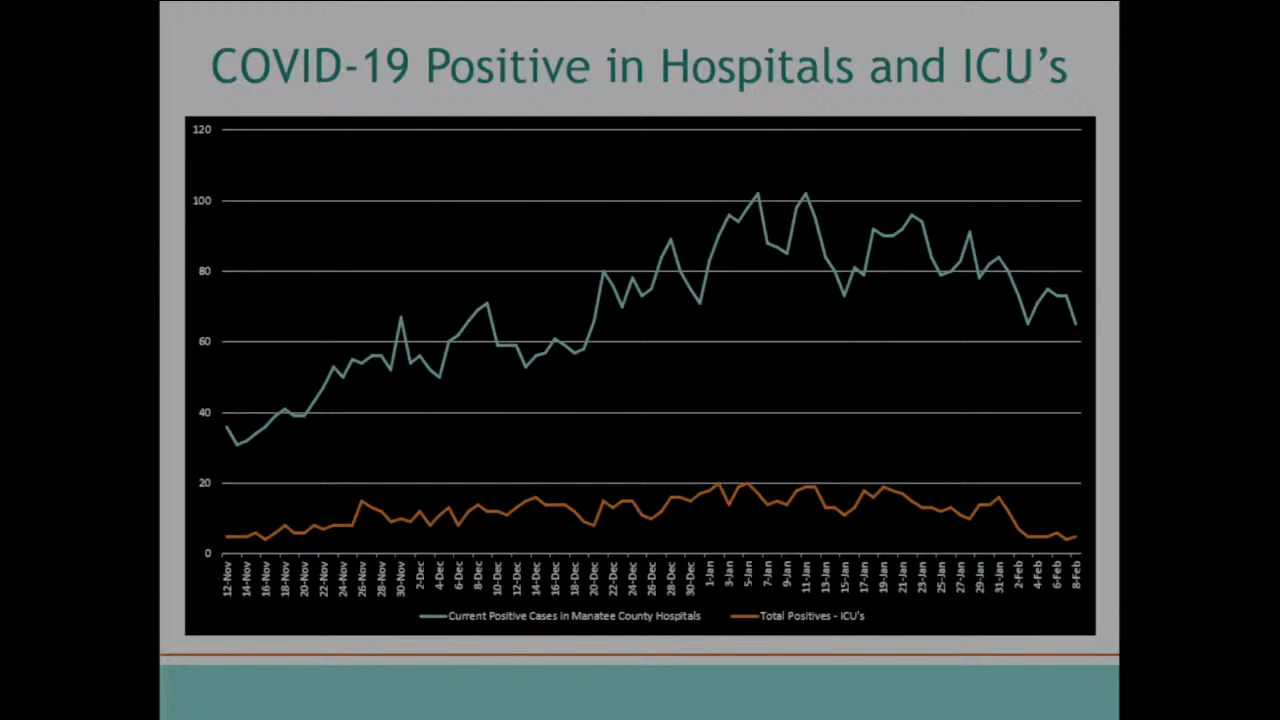 COVID-19 Positive in Hospitals and ICU's
120
100
80
60
40
20
0
12-Nov 14-Nov 16-Nov 18-Nov 20-Nov 22-Nov 24-Nov 26-Nov 28-Nov 30-Nov 2-Dec 4-Dec 6-Dec 8-Dec 10-Dec 12-Dec 14-Dec 16-Dec 18-Dec 20-Dec 22-Dec 24-Dec 26-Dec 28-Dec 30-Dec 1-Jan 3-Jan 5-Jan 7-Jan 9-Jan 11-Jan 13-Jan 15-Jan 17-Jan 19-Jan 21-Jan 23-Jan 25-Jan 27-Jan 29-Jan 31-Jan 2-Feb 4-Feb 6-Feb 8-Feb
Current Positive Cases in Manatee County Hospitals Total Positives - ICU's